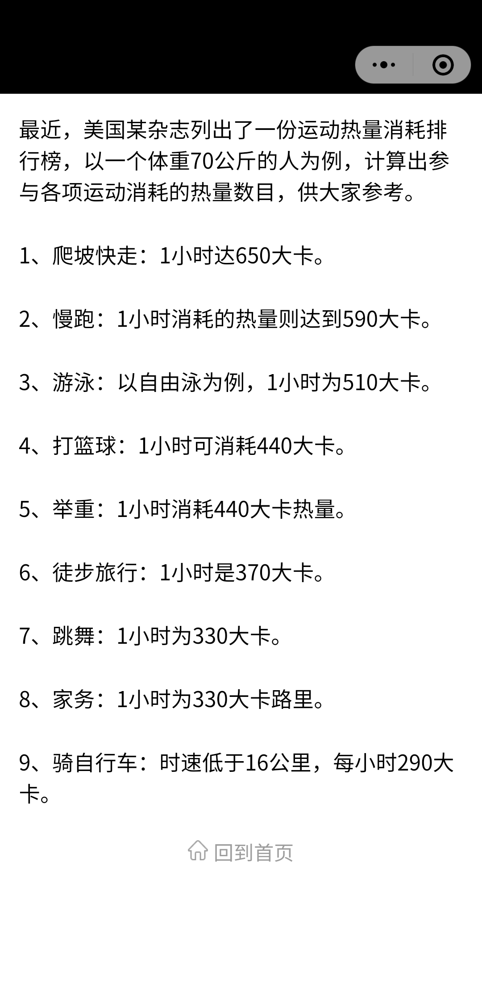 最近，美国某杂志列出了一份运动热量消耗排
行榜，以一个体重70公斤的人为例，计算出参
与各项运动消耗的热量数目，供大家参考。
1、爬坡快走：1小时达650大卡。
2、慢跑：1小时消耗的热量则达到590大卡。
3、游泳：以自由泳为例，1小时为510大卡。
4、打篮球：1小时可消耗440大卡。
5、举重：1小时消耗440大卡热量。
6、徒步旅行：1小时是370大卡。
7、跳舞：1小时为330大卡。
8、家务：1小时为330大卡路里。
9、骑自行车：时速低于16公里，每小时290大
卡。
回到首页